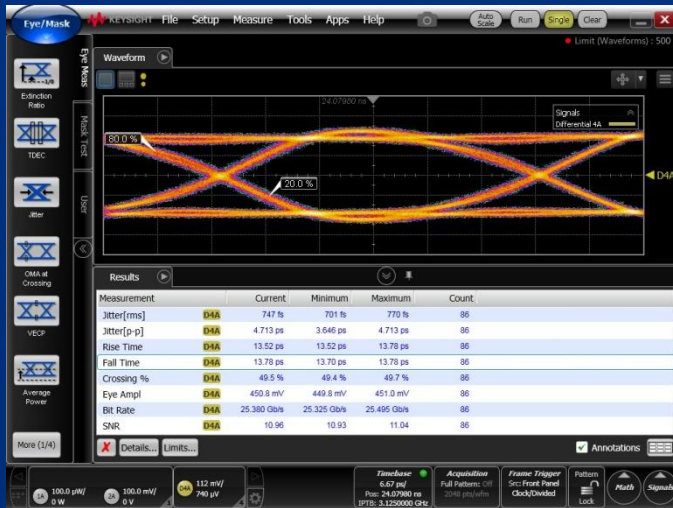 Eye/Mask
KEYSIGHT File Setup Measure Tools Apps Help
Auto Scale
Run
Single
Clear
Limit (Waveforms) : 500
Eye Meas
Mask Test
User
Extinction
Ratio
TDEC
Jitter
OMA at
Crossing
VECP
Average
Power
More (1/4)
Waveform
24.07980 ns
Signals
Differential 4A
80.0 %
20.0 %
D4A
Results
Measurement Current Minimum Maximum Count
Jitter[rms] D4A 747 fs 701 fs 770 fs 86
Jitter[p-p] D4A 4.713 ps 3.646 ps 4.713 ps 86
Rise Time D4A 13.52 ps 13.52 ps 13.78 ps 86
Fall Time D4A 13.78 ps 13.70 ps 13.78 ps 86
Crossing % D4A 49.5 % 49.4 % 49.7 % 86
Eye Ampl D4A 450.8 mV 449.8 mV 451.0 mV 86
Bit Rate D4A 25.380 Gb/s 25.325 Gb/s 25.495 Gb/s 86
SNR D4A 10.96 10.93 11.04 86
Details...
Limits...
Annotations
1A 100.0 µW/
0 W
2A 100.0 mV/
0 V
D4A 112 mV/
740 µV
Timebase
6.67 ps/
Pos: 24.07980 ns
IPTB: 3.1250000 GHz
Acquisition
Full Pattern: Off
2048 pts/wfm
Frame Trigger
Src: Front Panel
Clock/Divided
Pattern
Lock
Math
Signals